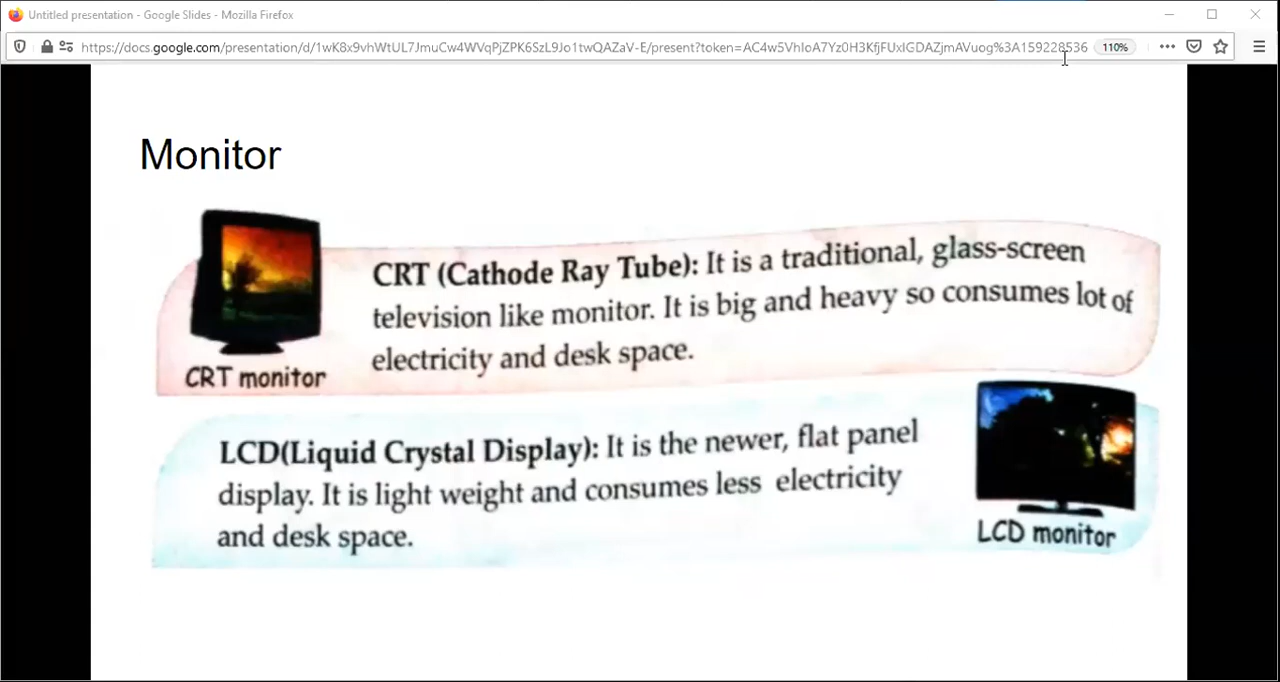 Untitled presentation - Google Slides - Mozilla Firefox
https://docs.google.com/presentation/d/1wK8x9vhWtUL7JmuCw4WVqPjZPK6SzL9Jo1twQAZaV-E/present?token=AC4w5VhIoA7Yz0H3KfjFUxIGDAZjmAVuog%3A159228536
110%
Monitor
CRT (Cathode Ray Tube): It is a traditional, glass-screen
television like monitor. It is big and heavy so consumes lot of
electricity and desk space.
CRT monitor
LCD(Liquid Crystal Display): It is the newer, flat panel
display. It is light weight and consumes less electricity
and desk space.
LCD monitor